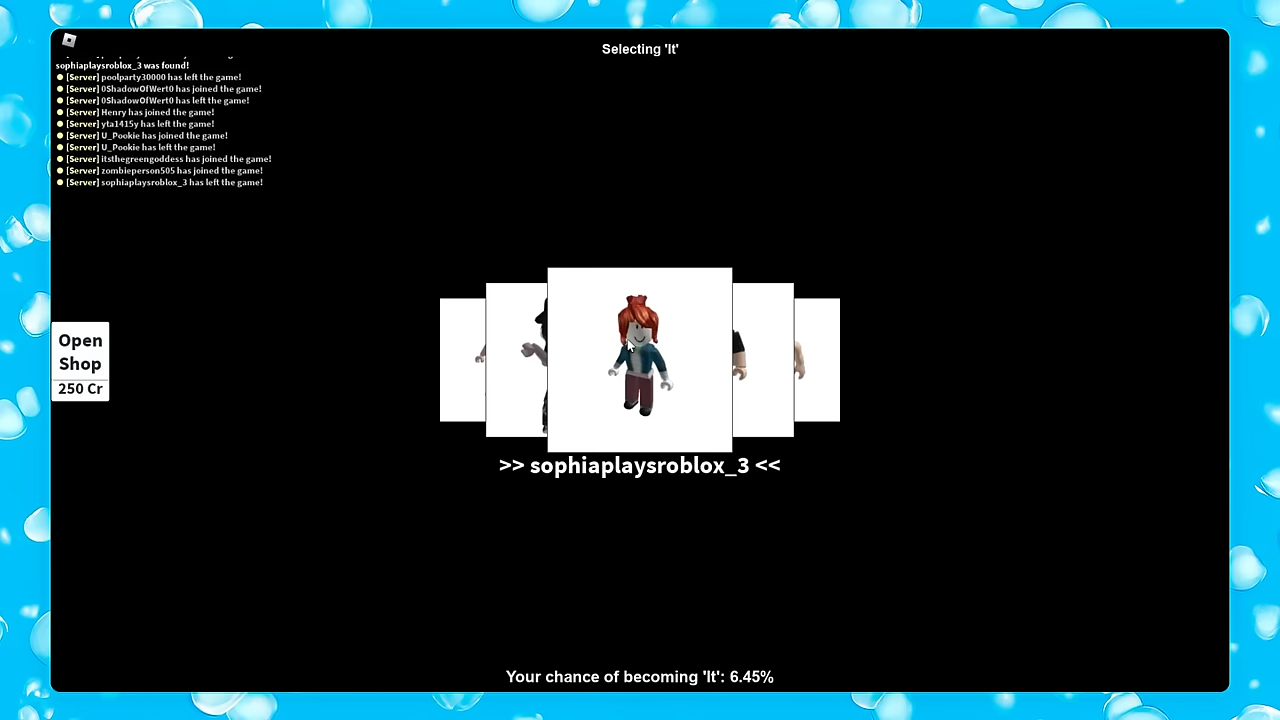 Selecting 'It'
sophiaplaysroblox_3 was found!
[Server] poolparty30000 has left the game!
[Server] 0ShadowOfWert0 has joined the game!
[Server] 0ShadowOfWert0 has left the game!
[Server] Henry has joined the game!
[Server] yta1415y has left the game!
[Server] U_Pookie has joined the game!
[Server] U_Pookie has left the game!
[Server] itsthegreengoddess has joined the game!
[Server] zombieperson505 has joined the game!
[Server] sophiaplaysroblox_3 has left the game!
Open
Shop
250 Cr
>> sophiaplaysroblox_3 <<
Your chance of becoming 'It': 6.45%